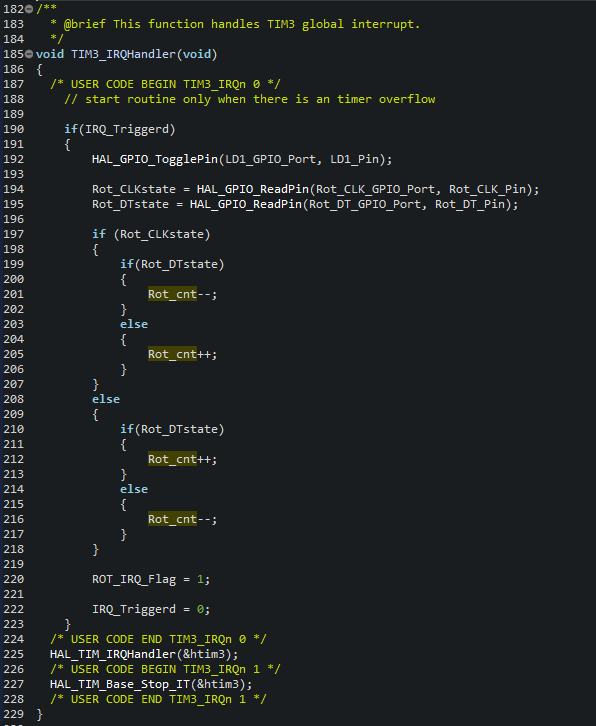 182 /**
183  * @brief This function handles TIM3 global interrupt.
184  */
185 void TIM3_IRQHandler(void)
186 {
187   /* USER CODE BEGIN TIM3_IRQn 0 */
188     // start routine only when there is an timer overflow
189
190     if(IRQ_Triggerd)
191     {
192         HAL_GPIO_TogglePin(LD1_GPIO_Port, LD1_Pin);
193
194         Rot_CLKstate = HAL_GPIO_ReadPin(Rot_CLK_GPIO_Port, Rot_CLK_Pin);
195         Rot_DTstate = HAL_GPIO_ReadPin(Rot_DT_GPIO_Port, Rot_DT_Pin);
196
197         if (Rot_CLKstate)
198         {
199             if(Rot_DTstate)
200             {
201                 Rot_cnt--;
202             }
203             else
204             {
205                 Rot_cnt++;
206             }
207         }
208         else
209         {
210             if(Rot_DTstate)
211             {
212                 Rot_cnt++;
213             }
214             else
215             {
216                 Rot_cnt--;
217             }
218         }
219
220         ROT_IRQ_Flag = 1;
221
222         IRQ_Triggerd = 0;
223     }
224   /* USER CODE END TIM3_IRQn 0 */
225   HAL_TIM_IRQHandler(&htim3);
226   /* USER CODE BEGIN TIM3_IRQn 1 */
227   HAL_TIM_Base_Stop_IT(&htim3);
228   /* USER CODE END TIM3_IRQn 1 */
229 }